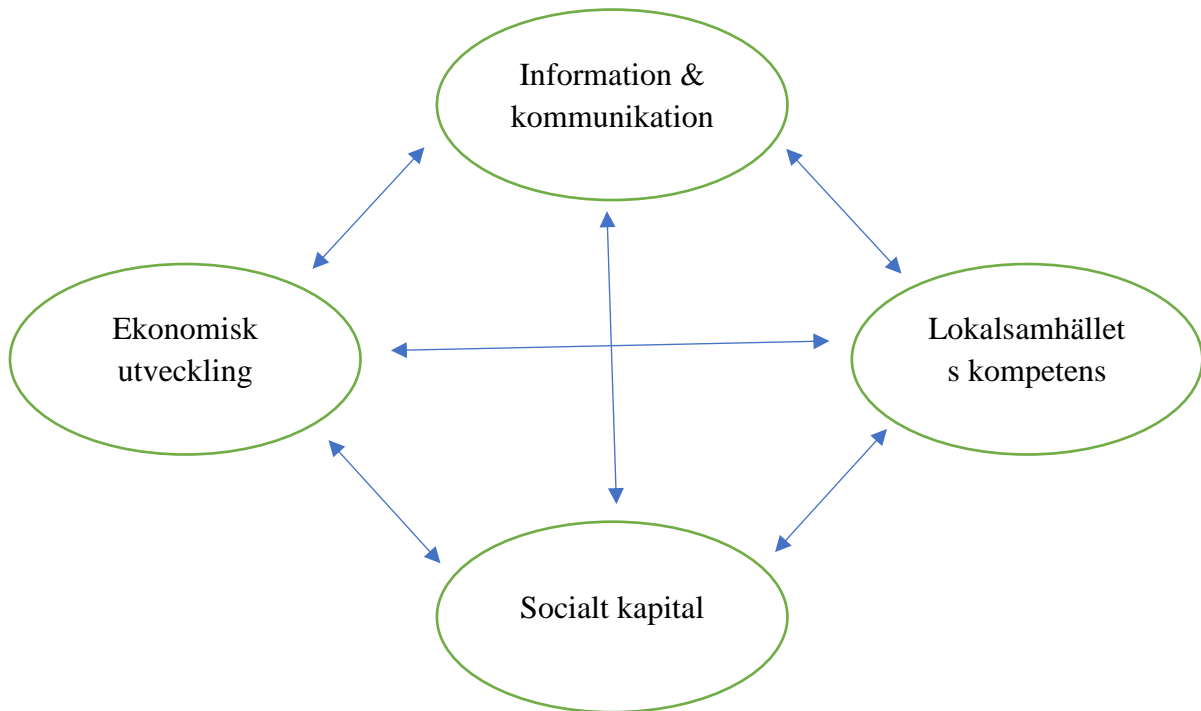 Information &
kommunikation
Ekonomisk
utveckling
Lokalsamhället
s kompetens
Socialt kapital